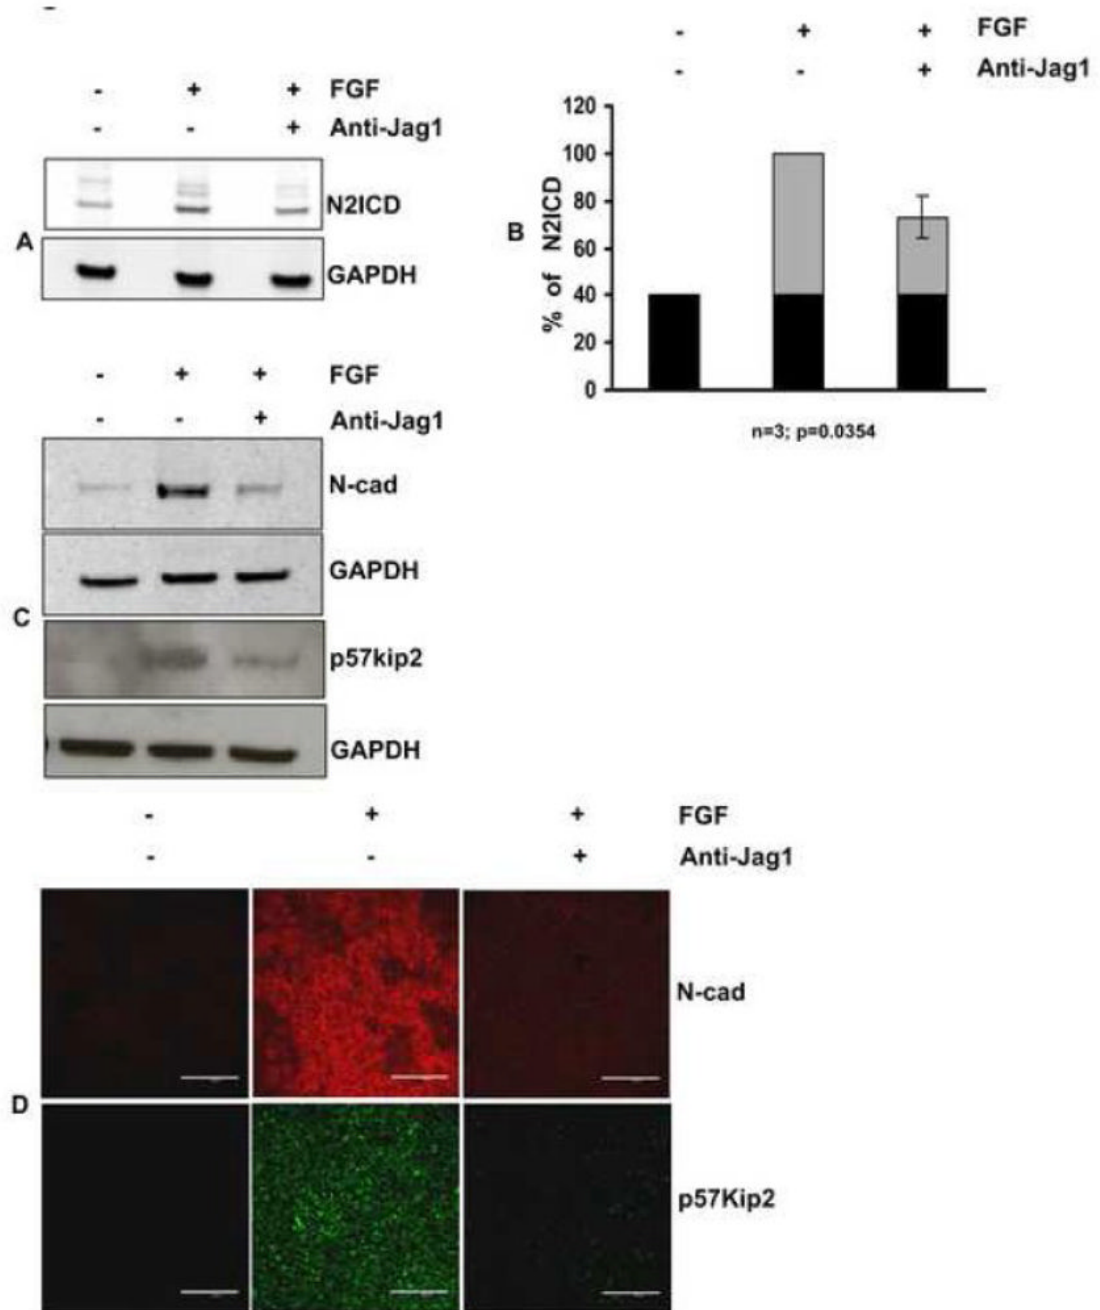 - + + FGF
- - + Anti-Jag1
N2ICD
A
GAPDH
- + + FGF
- - + Anti-Jag1
120
100
80
60
40
20
0
% of N2ICD
B
n=3; p=0.0354
- + + FGF
- - + Anti-Jag1
N-cad
GAPDH
C
p57kip2
GAPDH
- + + FGF
- - + Anti-Jag1
N-cad
D
p57Kip2